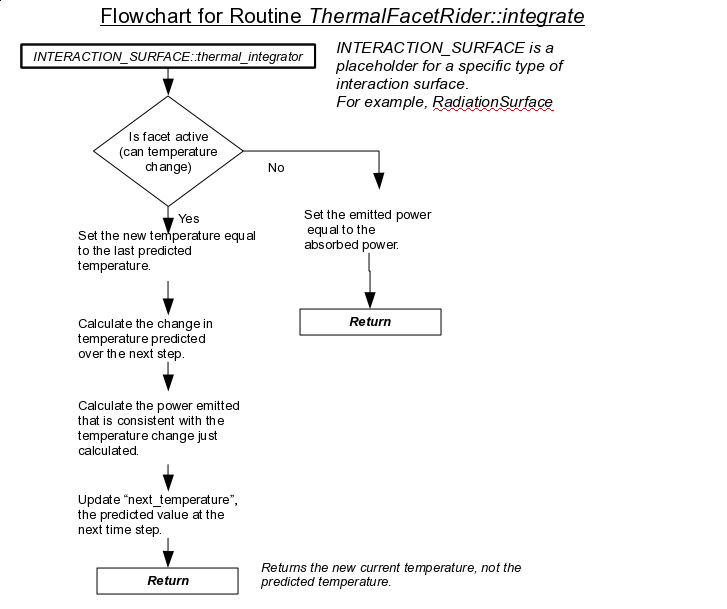 Flowchart for Routine ThermalFacetRider::integrate
INTERACTION_SURFACE::thermal_integrator
INTERACTION_SURFACE is a
placeholder for a specific type of
interaction surface.
For example, RadiationSurface
Is facet active
(can temperature
change)
No
Yes
Set the emitted power
equal to the
absorbed power.
Return
Set the new temperature equal
to the last predicted
temperature.
Calculate the change in
temperature predicted
over the next step.
Calculate the power emitted
that is consistent with the
temperature change just
calculated.
Update “next_temperature”,
the predicted value at the
next time step.
Return
Returns the new current temperature, not the
predicted temperature.